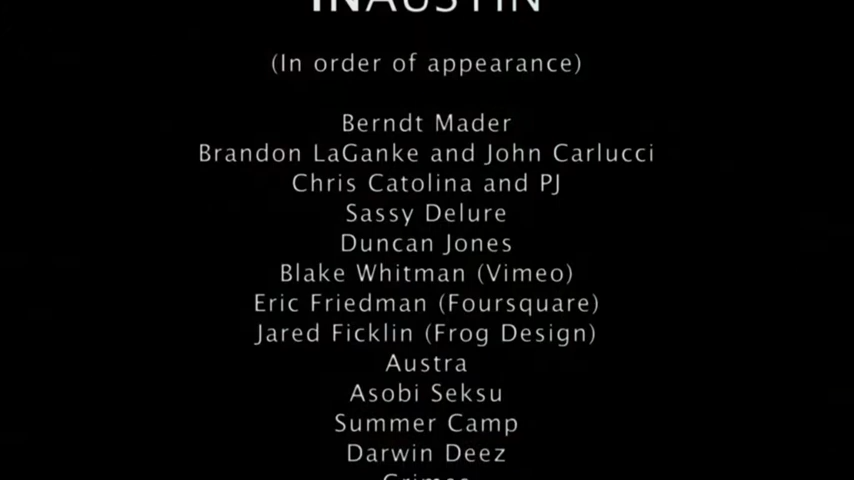 INAUSTIN
(In order of appearance)
Berndt Mader
Brandon LaGanke and John Carlucci
Chris Catolina and PJ
Sassy Delure
Duncan Jones
Blake Whitman (Vimeo)
Eric Friedman (Foursquare)
Jared Ficklin (Frog Design)
Austra
Asobi Seksu
Summer Camp
Darwin Deez